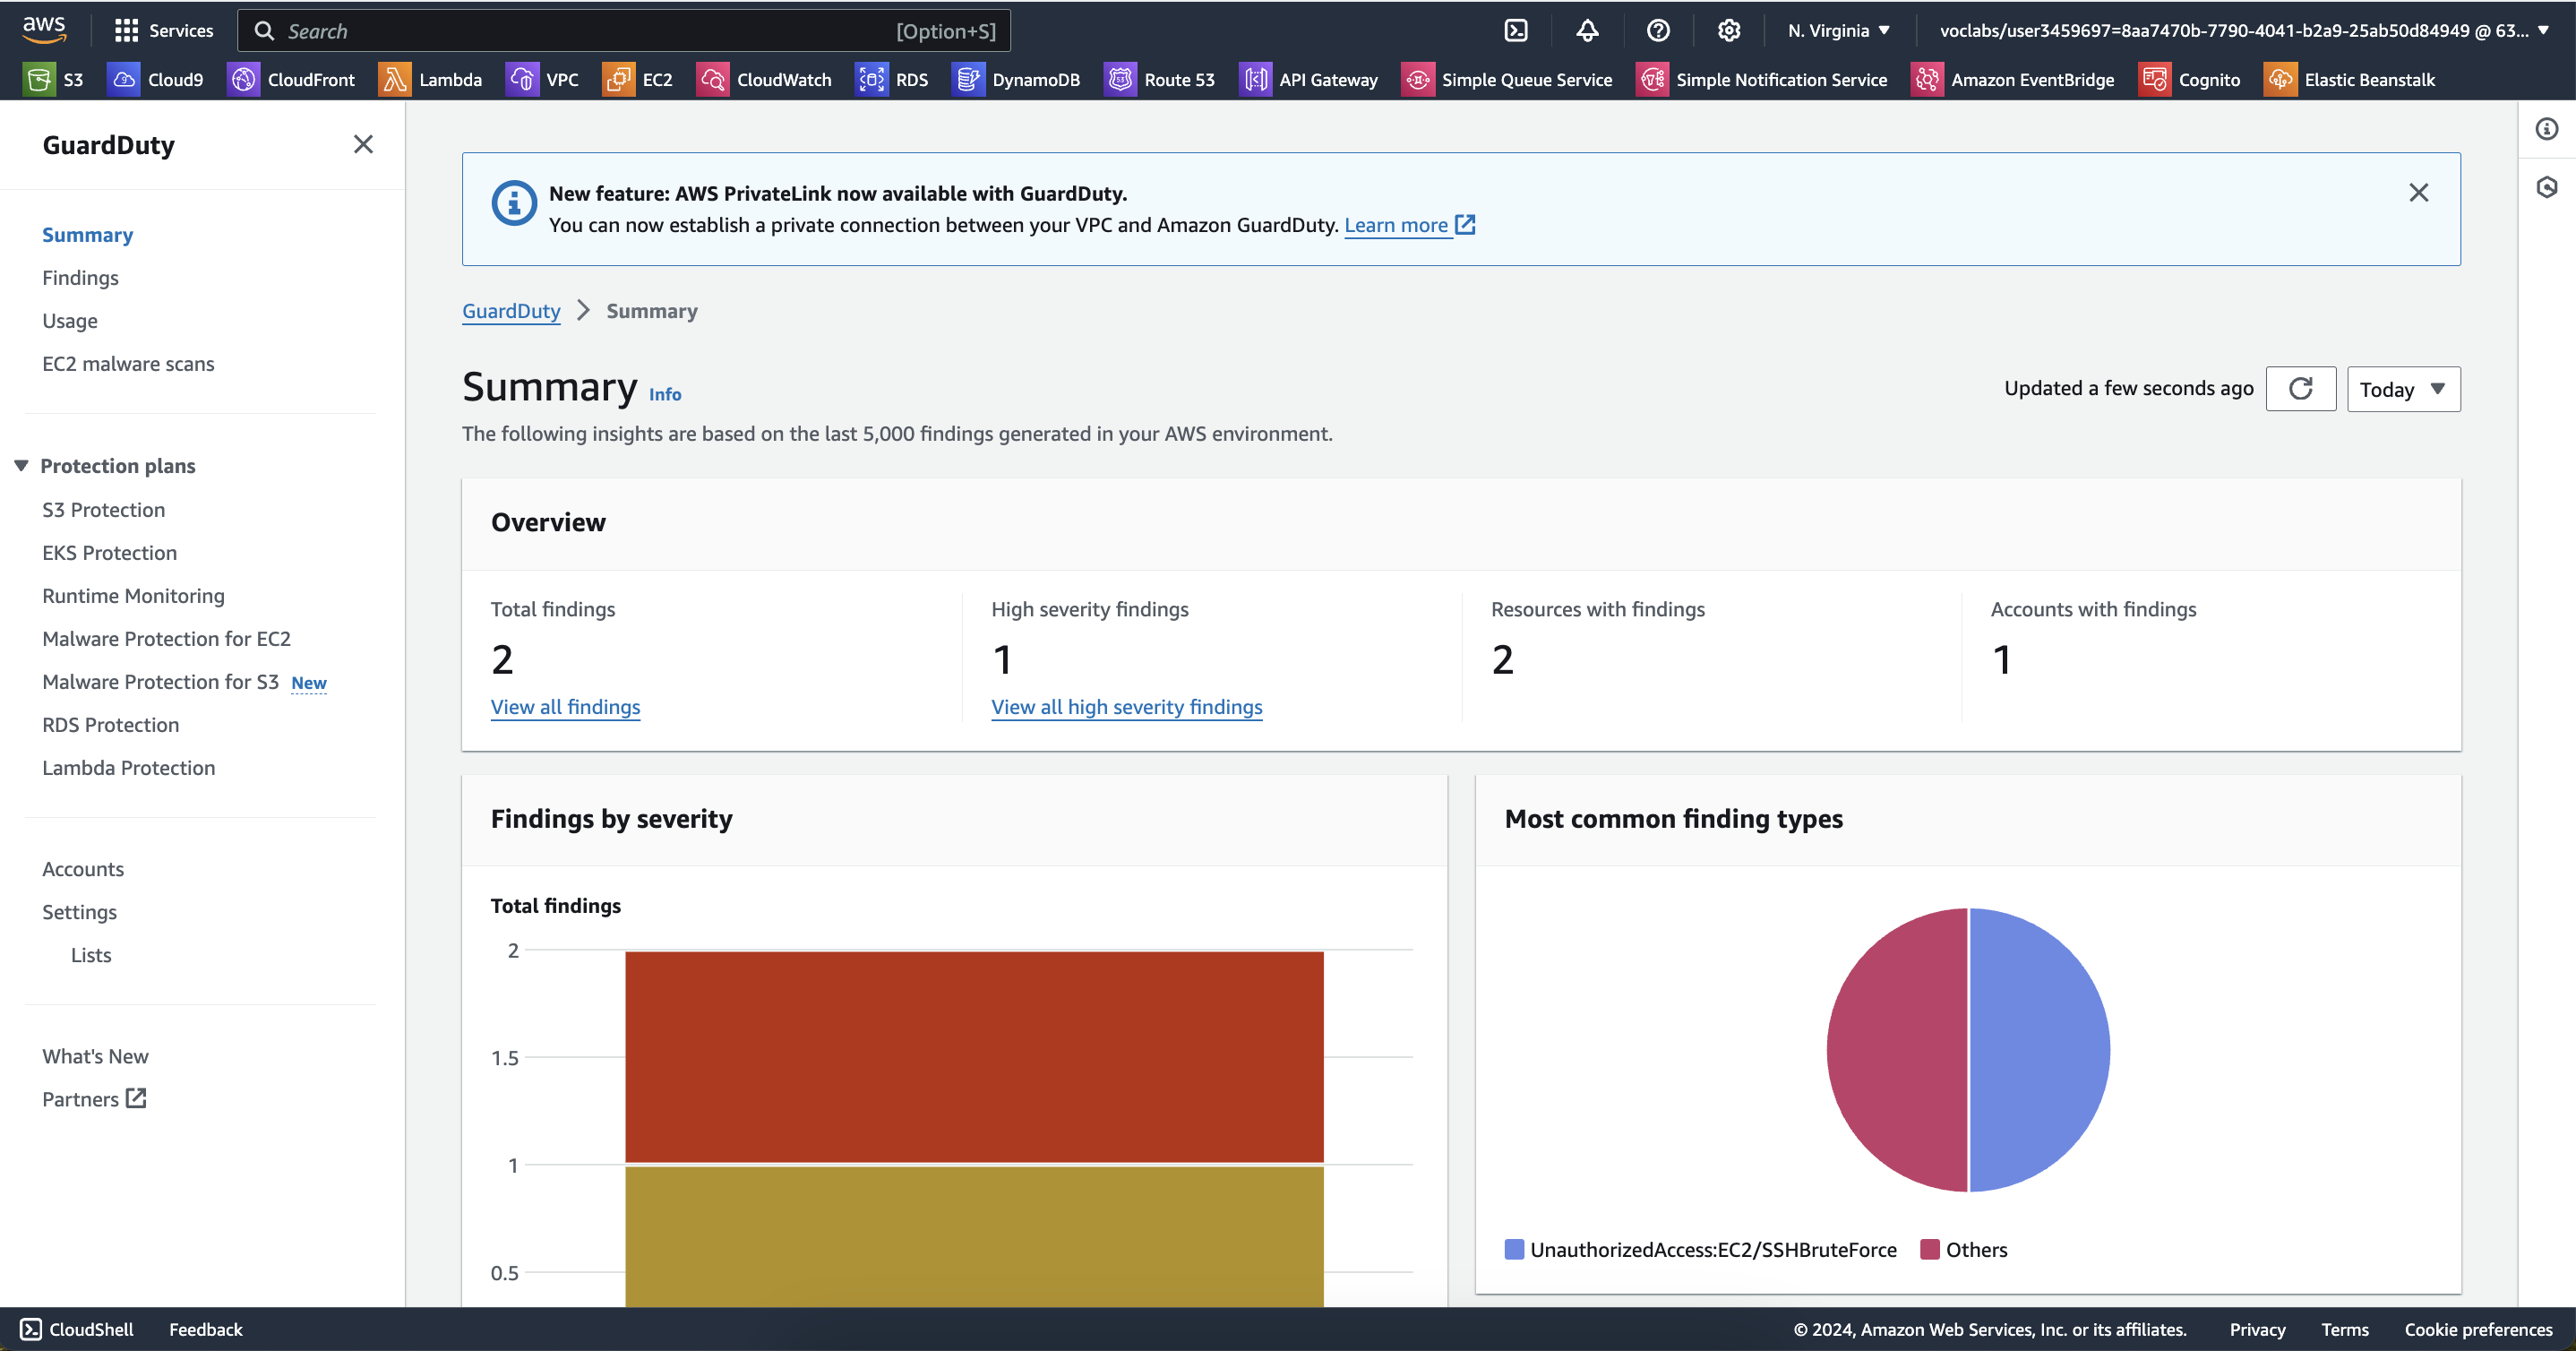 aws
Services
Search [Option+S]
N. Virginia
voclabs/user3459697=8aa7470b-7790-4041-b2a9-25ab50d84949 @ 63...
S3 Cloud9 CloudFront Lambda VPC EC2 CloudWatch RDS DynamoDB Route 53 API Gateway Simple Queue Service Simple Notification Service Amazon EventBridge Cognito Elastic Beanstalk
GuardDuty
Summary
Findings
Usage
EC2 malware scans
Protection plans
S3 Protection
EKS Protection
Runtime Monitoring
Malware Protection for EC2
Malware Protection for S3 New
RDS Protection
Lambda Protection
Accounts
Settings
Lists
What's New
Partners
New feature: AWS PrivateLink now available with GuardDuty.
You can now establish a private connection between your VPC and Amazon GuardDuty. Learn more
GuardDuty Summary
Summary Info
Updated a few seconds ago
Today
The following insights are based on the last 5,000 findings generated in your AWS environment.
Overview
Total findings
2
View all findings
High severity findings
1
View all high severity findings
Resources with findings
2
Accounts with findings
1
Findings by severity
Total findings
2
1.5
1
0.5
Most common finding types
UnauthorizedAccess:EC2/SSHBruteForce Others
CloudShell Feedback
© 2024, Amazon Web Services, Inc. or its affiliates. Privacy Terms Cookie preferences